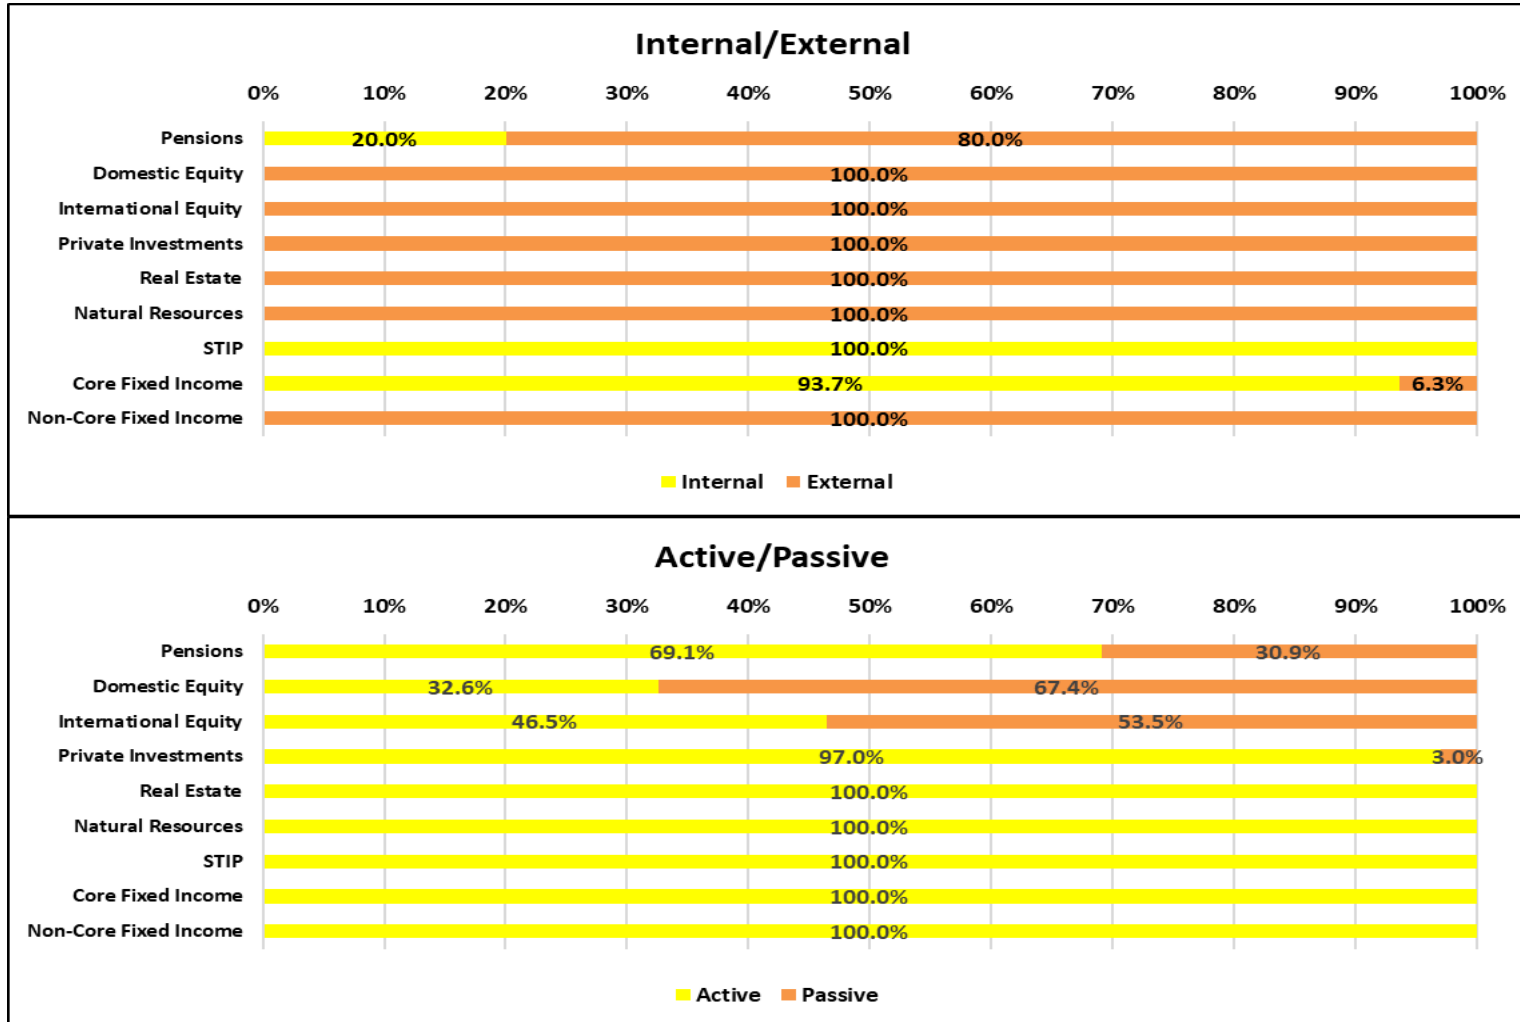 Internal/External
0% 10% 20% 30% 40% 50% 60% 70% 80% 90% 100%
Pensions 20.0% 80.0%
Domestic Equity 100.0%
International Equity 100.0%
Private Investments 100.0%
Real Estate 100.0%
Natural Resources 100.0%
STIP 100.0%
Core Fixed Income 93.7% 6.3%
Non-Core Fixed Income 100.0%
Internal External
Active/Passive
0% 10% 20% 30% 40% 50% 60% 70% 80% 90% 100%
Pensions 69.1% 30.9%
Domestic Equity 32.6% 67.4%
International Equity 46.5% 53.5%
Private Investments 97.0% 3.0%
Real Estate 100.0%
Natural Resources 100.0%
STIP 100.0%
Core Fixed Income 100.0%
Non-Core Fixed Income 100.0%
Active Passive